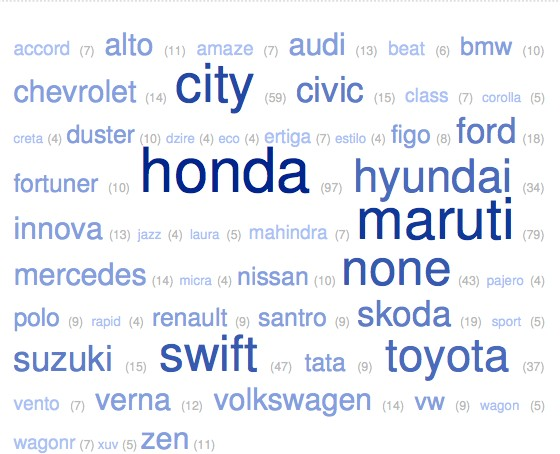 accord (7) alto (11) amaze (7) audi (13) beat (6) bmw (10)
chevrolet (14) city (59) civic (15) class (7) corolla (5)
creta (4) duster (10) dzire (4) eco (4) ertiga (7) estilo (4) figo (8) ford (18)
fortuner (10) honda (97) hyundai (34)
innova (13) jazz (4) laura (5) mahindra (7) maruti (79)
mercedes (14) micra (4) nissan (10) none (43) pajero (4)
polo (9) rapid (4) renault (9) santro (9) skoda (19) sport (5)
suzuki (15) swift (47) tata (9) toyota (37)
vento (7) verna (12) volkswagen (14) vw (9) wagon (5)
wagonr (7) xuv (5) zen (11)